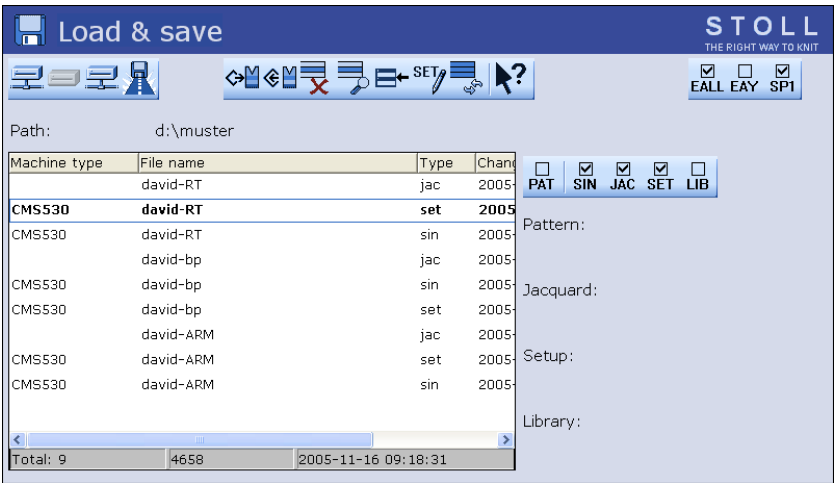 Load & save
STOLL
THE RIGHT WAY TO KNIT
SET
?
EALL EAY SP1
Path: d:\muster
Machine type File name Type Chang
david-RT jac 2005-
CMS530 david-RT set 2005
CMS530 david-RT sin 2005-
david-bp jac 2005-
CMS530 david-bp sin 2005-
CMS530 david-bp set 2005-
david-ARM jac 2005-
CMS530 david-ARM set 2005-
CMS530 david-ARM sin 2005-
Total: 9 4658 2005-11-16 09:18:31
PAT SIN JAC SET LIB
Pattern:
Jacquard:
Setup:
Library: